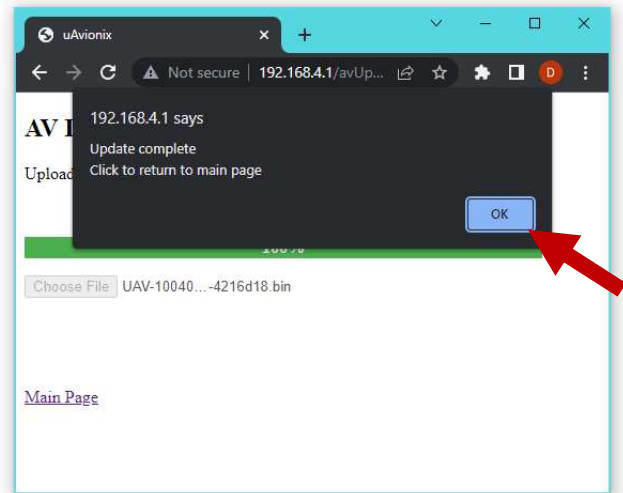 uAvionix
Not secure | 192.168.4.1/avUp...
D
AV
192.168.4.1 says
Update complete
Upload
Click to return to main page
OK
100%
Choose File UAV-10040...-4216d18.bin
Main Page